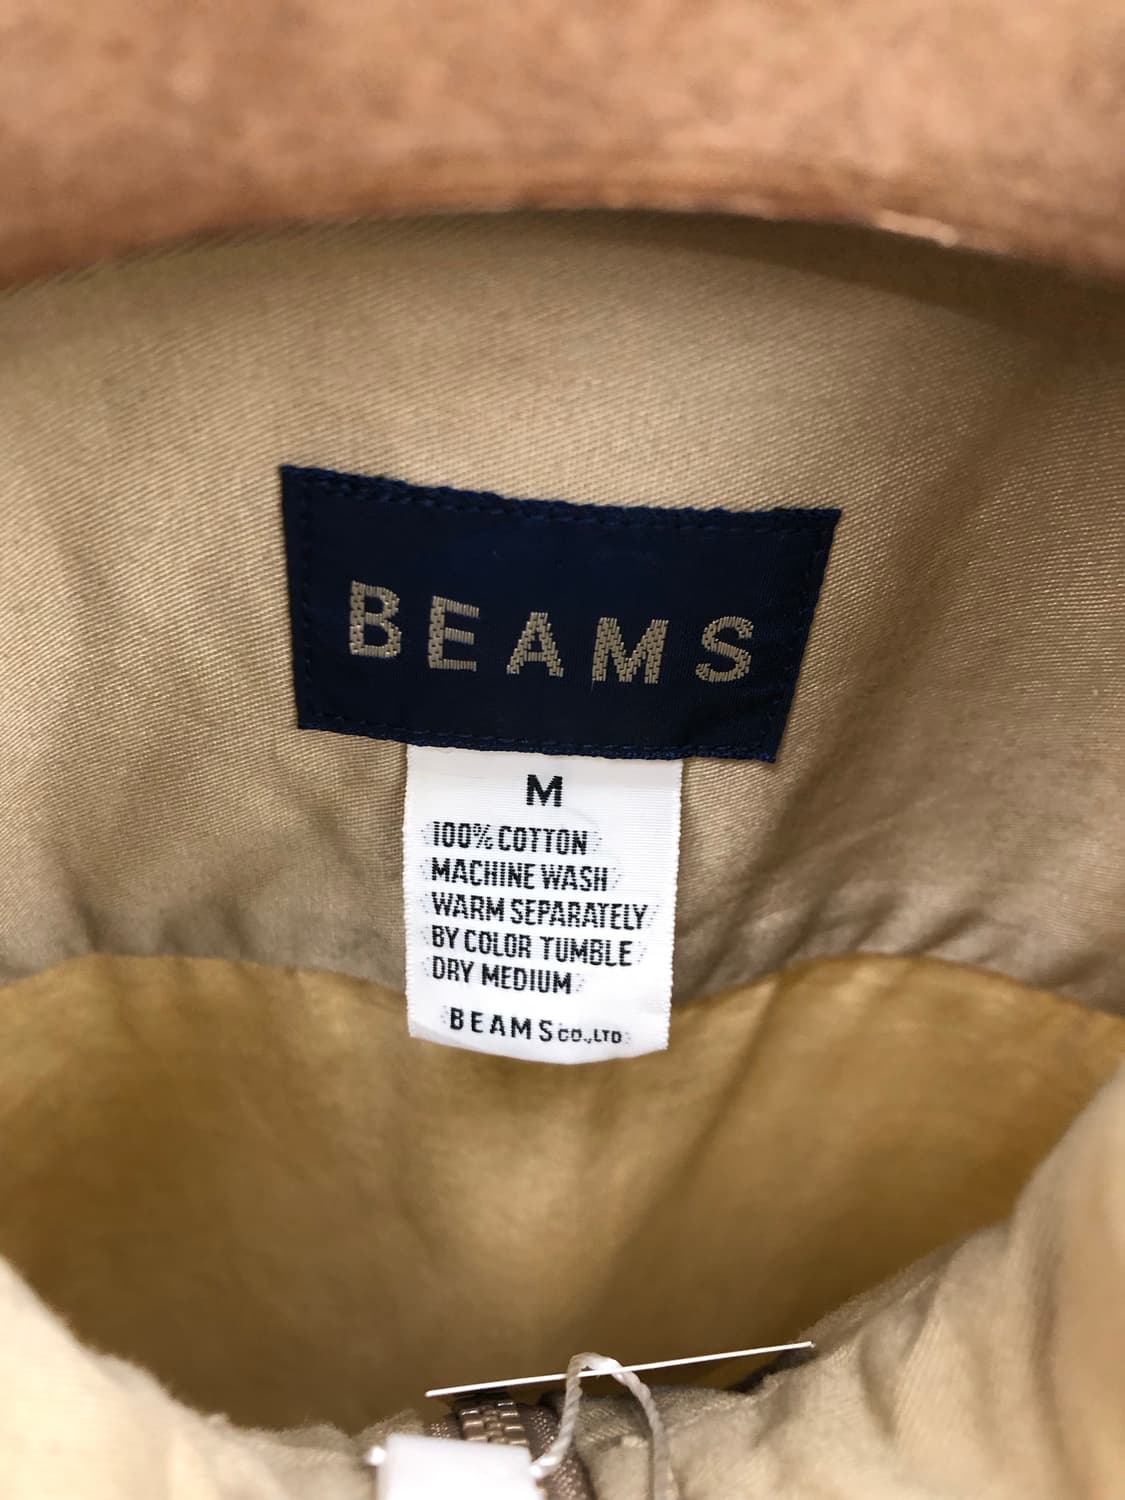 BEAMS
M
100% COTTON
MACHINE WASH
WARM SEPARATELY
BY COLOR TUMBLE
DRY MEDIUM
BEAMS CO.,LTD